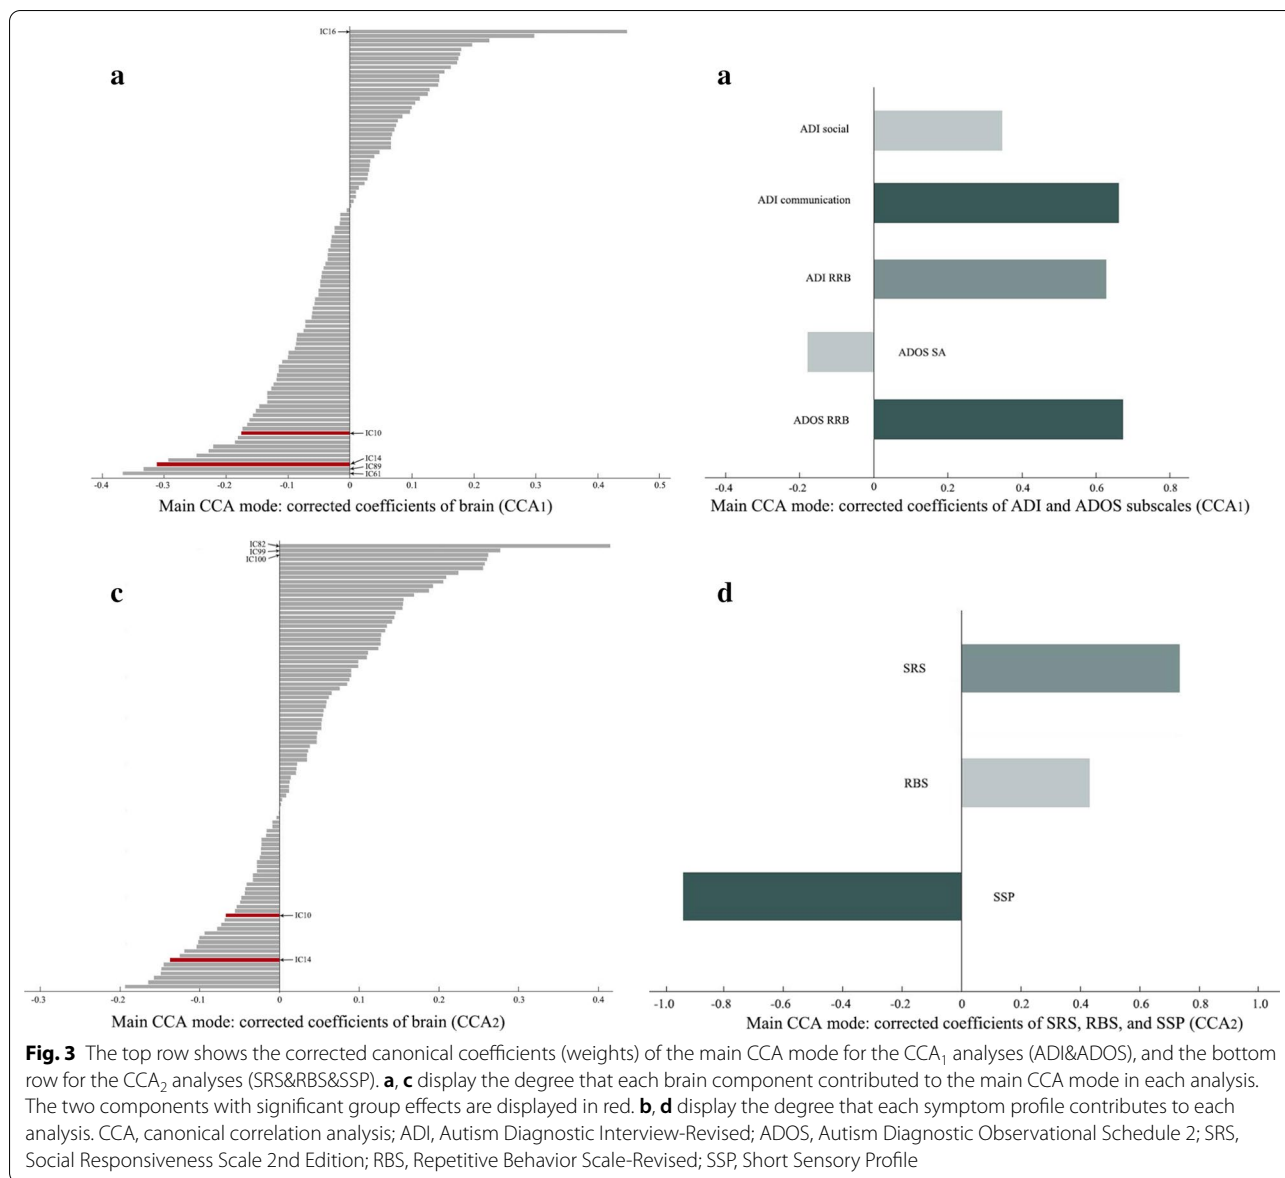 IC16
a
IC10
IC14
IC89
IC61
-0.4 -0.3 -0.2 -0.1 0 0.1 0.2 0.3 0.4 0.5
Main CCA mode: corrected coefficients of brain (CCA1)
a
ADI social
ADI communication
ADI RRB
ADOS SA
ADOS RRB
-0.4 -0.2 0 0.2 0.4 0.6 0.8
Main CCA mode: corrected coefficients of ADI and ADOS subscales (CCA1)
IC82
IC99
IC100
c
IC10
IC14
-0.3 -0.2 -0.1 0 0.1 0.2 0.3 0.4
Main CCA mode: corrected coefficients of brain (CCA2)
d
SRS
RBS
SSP
-1.0 -0.8 -0.6 -0.4 -0.2 0 0.2 0.4 0.6 0.8 1.0
Main CCA mode: corrected coefficients of SRS, RBS, and SSP (CCA2)
Fig. 3 The top row shows the corrected canonical coefficients (weights) of the main CCA mode for the CCA₁ analyses (ADI&ADOS), and the bottom
row for the CCA₂ analyses (SRS&RBS&SSP). a, c display the degree that each brain component contributed to the main CCA mode in each analysis.
The two components with significant group effects are displayed in red. b, d display the degree that each symptom profile contributes to each
analysis. CCA, canonical correlation analysis; ADI, Autism Diagnostic Interview-Revised; ADOS, Autism Diagnostic Observational Schedule 2; SRS,
Social Responsiveness Scale 2nd Edition; RBS, Repetitive Behavior Scale-Revised; SSP, Short Sensory Profile